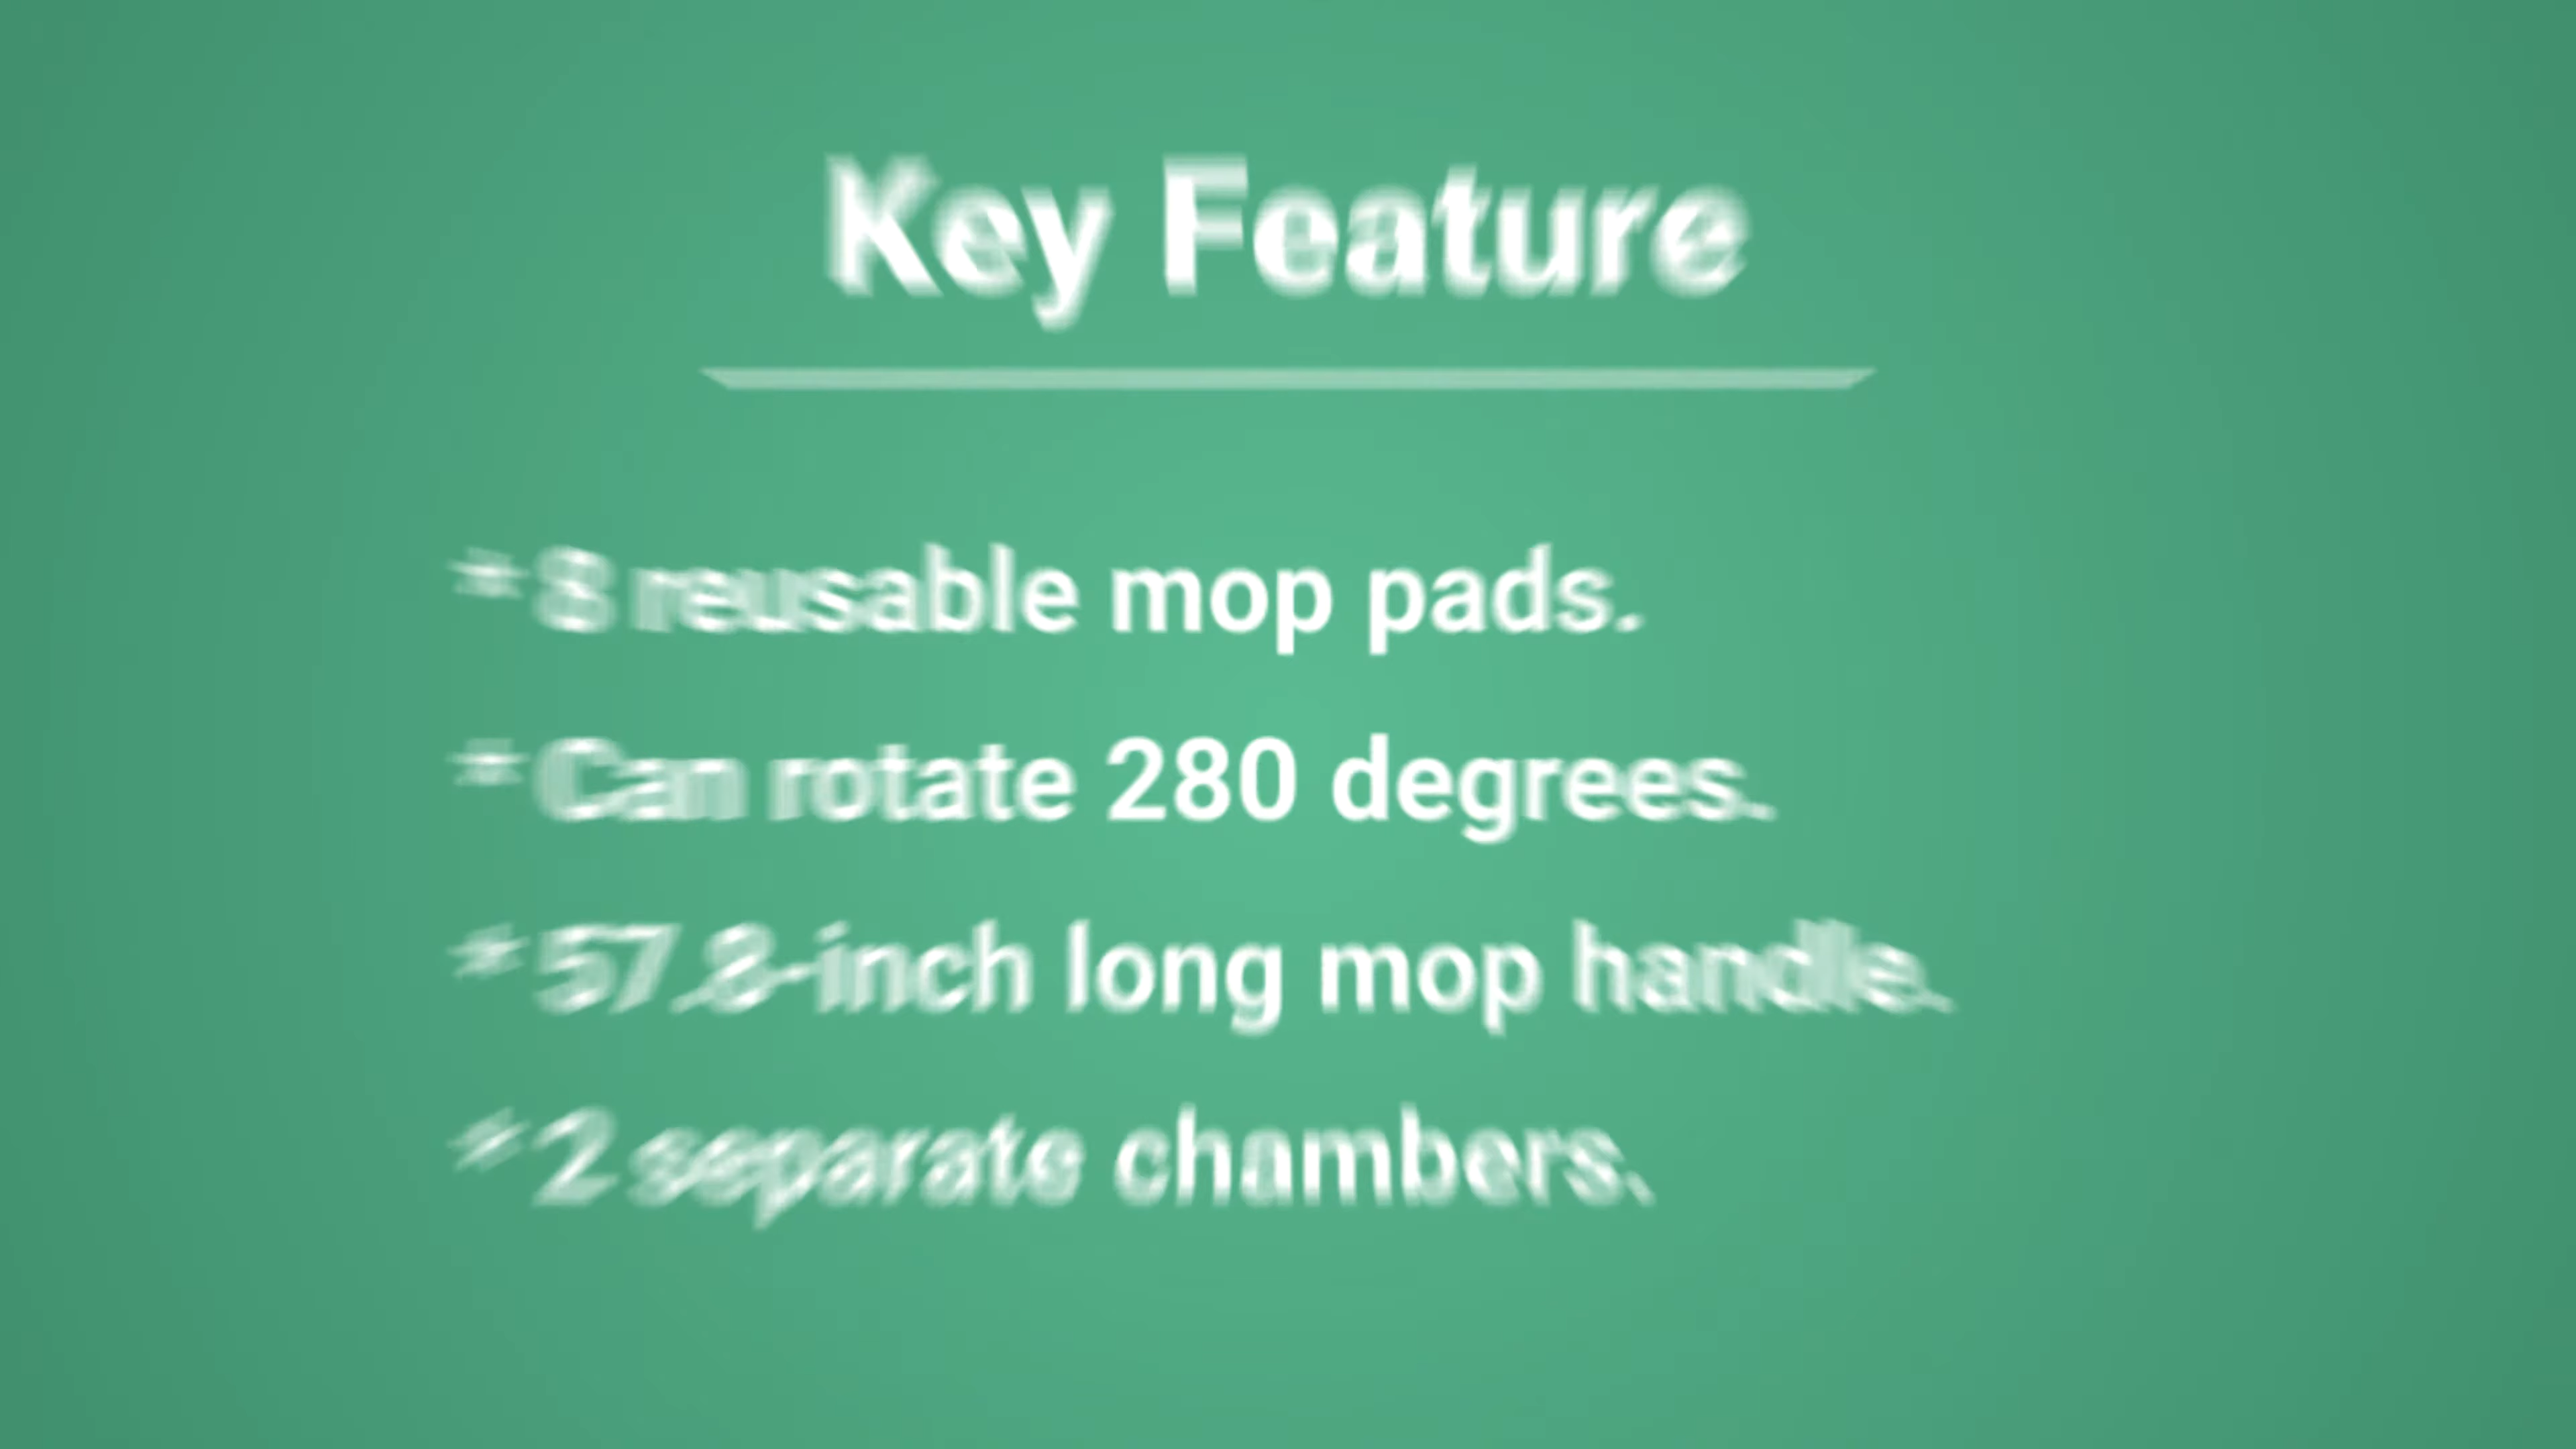 Key Feature
*8 reusable mop pads.
*Can rotate 280 degrees.
*57.8-inch long mop handle.
*2 separate chambers.